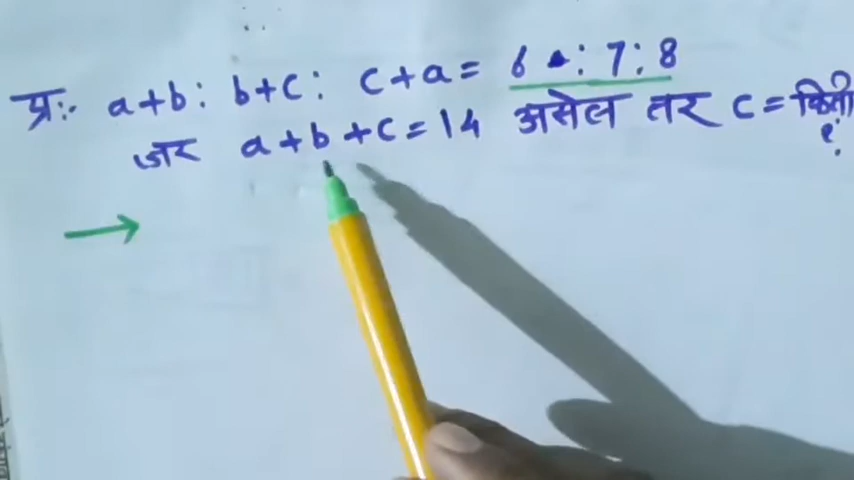 प्र:- a+b: b+c: c+a= 6 : 7 : 8
जर a+b+c=14 असेल तर c=किती?